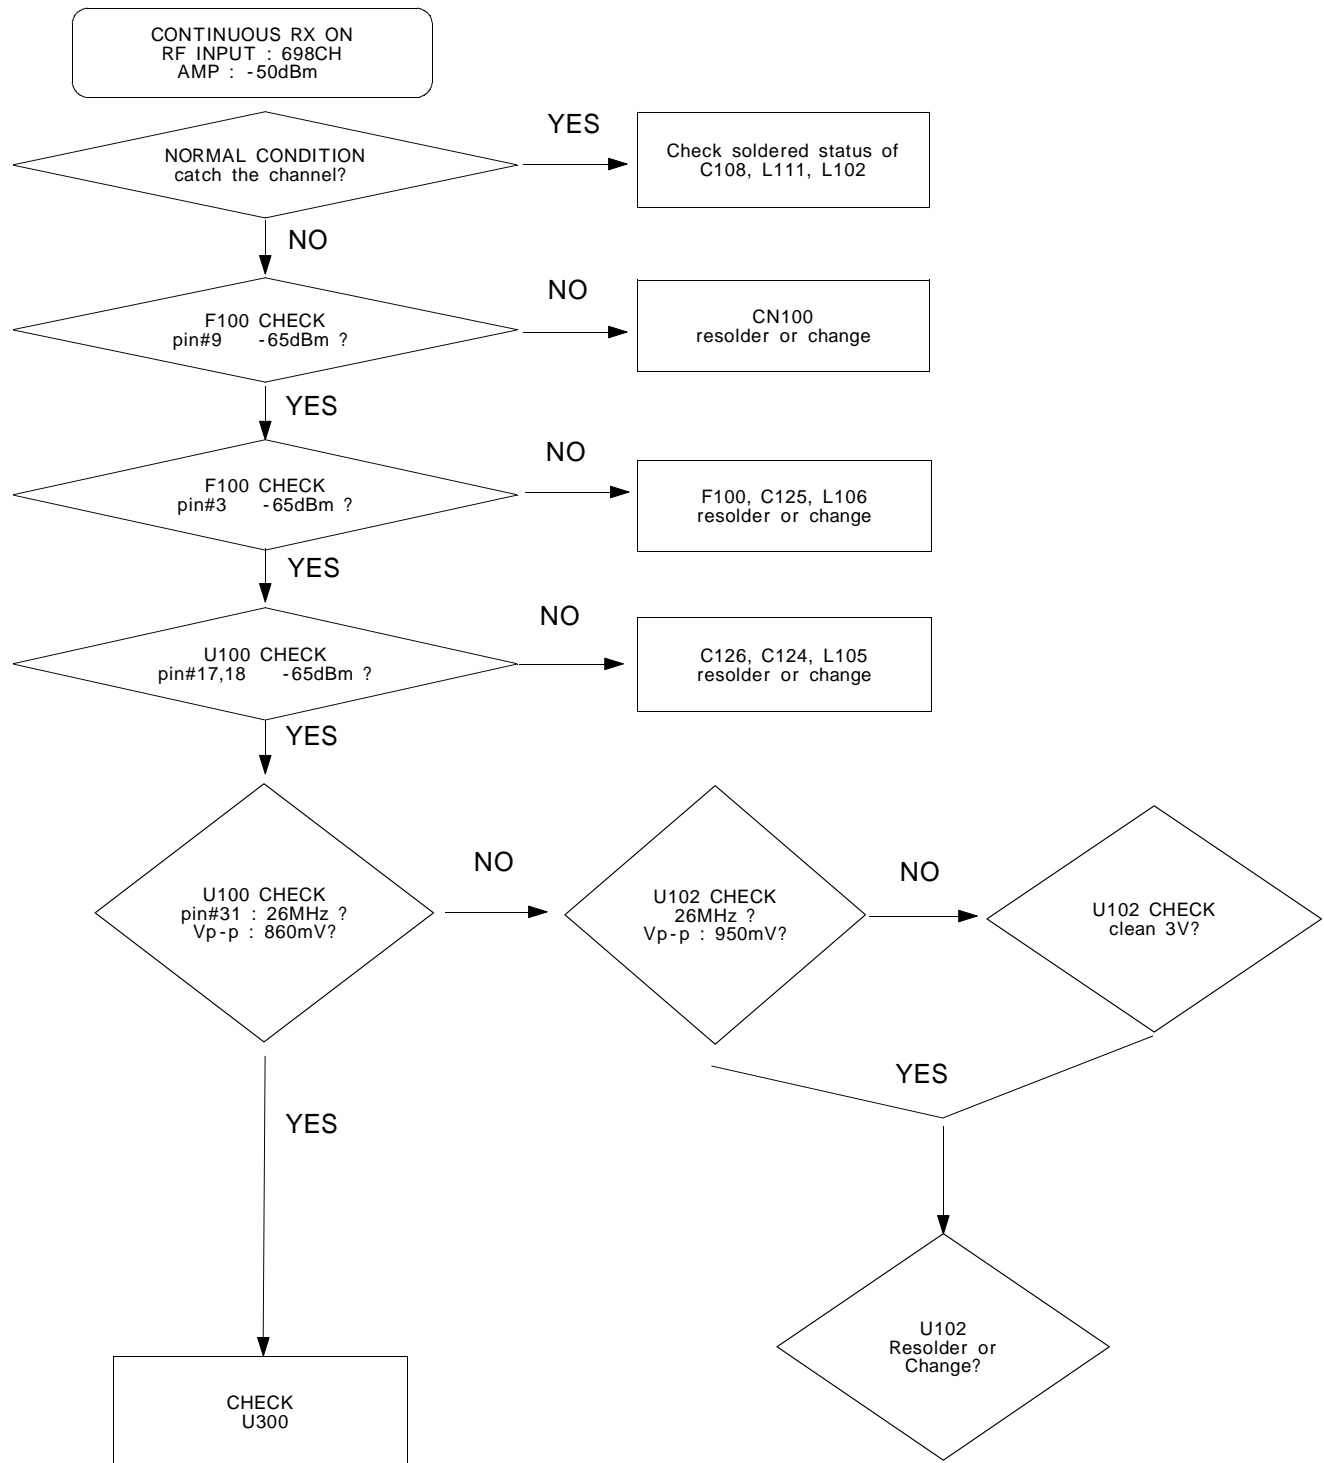 CONTINUOUS RX ON
RF INPUT : 698CH
AMP : -50dBm
NORMAL CONDITION
catch the channel?
YES
Check soldered status of
C108, L111, L102
NO
F100 CHECK
pin#9 -65dBm ?
NO
CN100
resolder or change
YES
F100 CHECK
pin#3 -65dBm ?
NO
F100, C125, L106
resolder or change
YES
U100 CHECK
pin#17,18 -65dBm ?
NO
C126, C124, L105
resolder or change
YES
U100 CHECK
pin#31 : 26MHz ?
Vp-p : 860mV?
NO
U102 CHECK
26MHz ?
Vp-p : 950mV?
NO
U102 CHECK
clean 3V?
YES
YES
U102
Resolder or
Change?
CHECK
U300